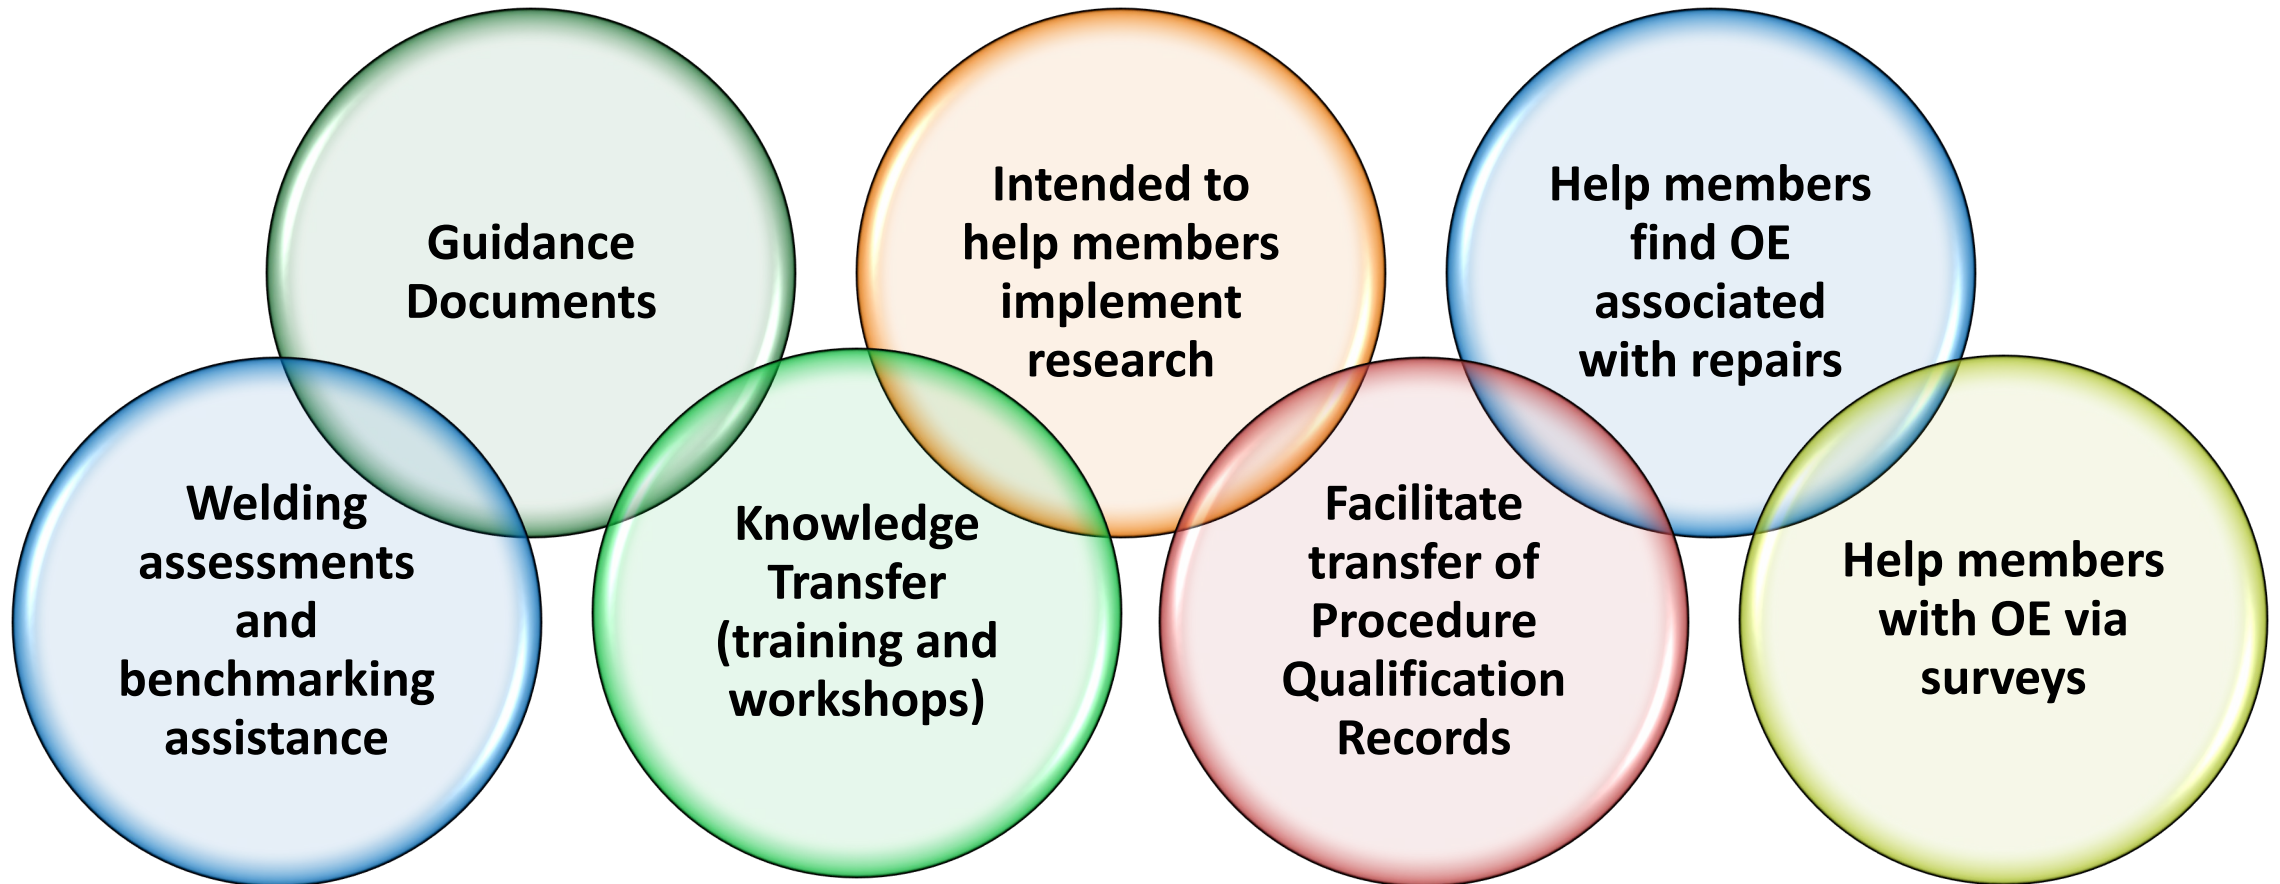 Guidance
Documents
Intended to
help members
implement
research
Help members
find OE
associated
with repairs
Welding
assessments
and
benchmarking
assistance
Knowledge
Transfer
(training and
workshops)
Facilitate
transfer of
Procedure
Qualification
Records
Help members
with OE via
surveys